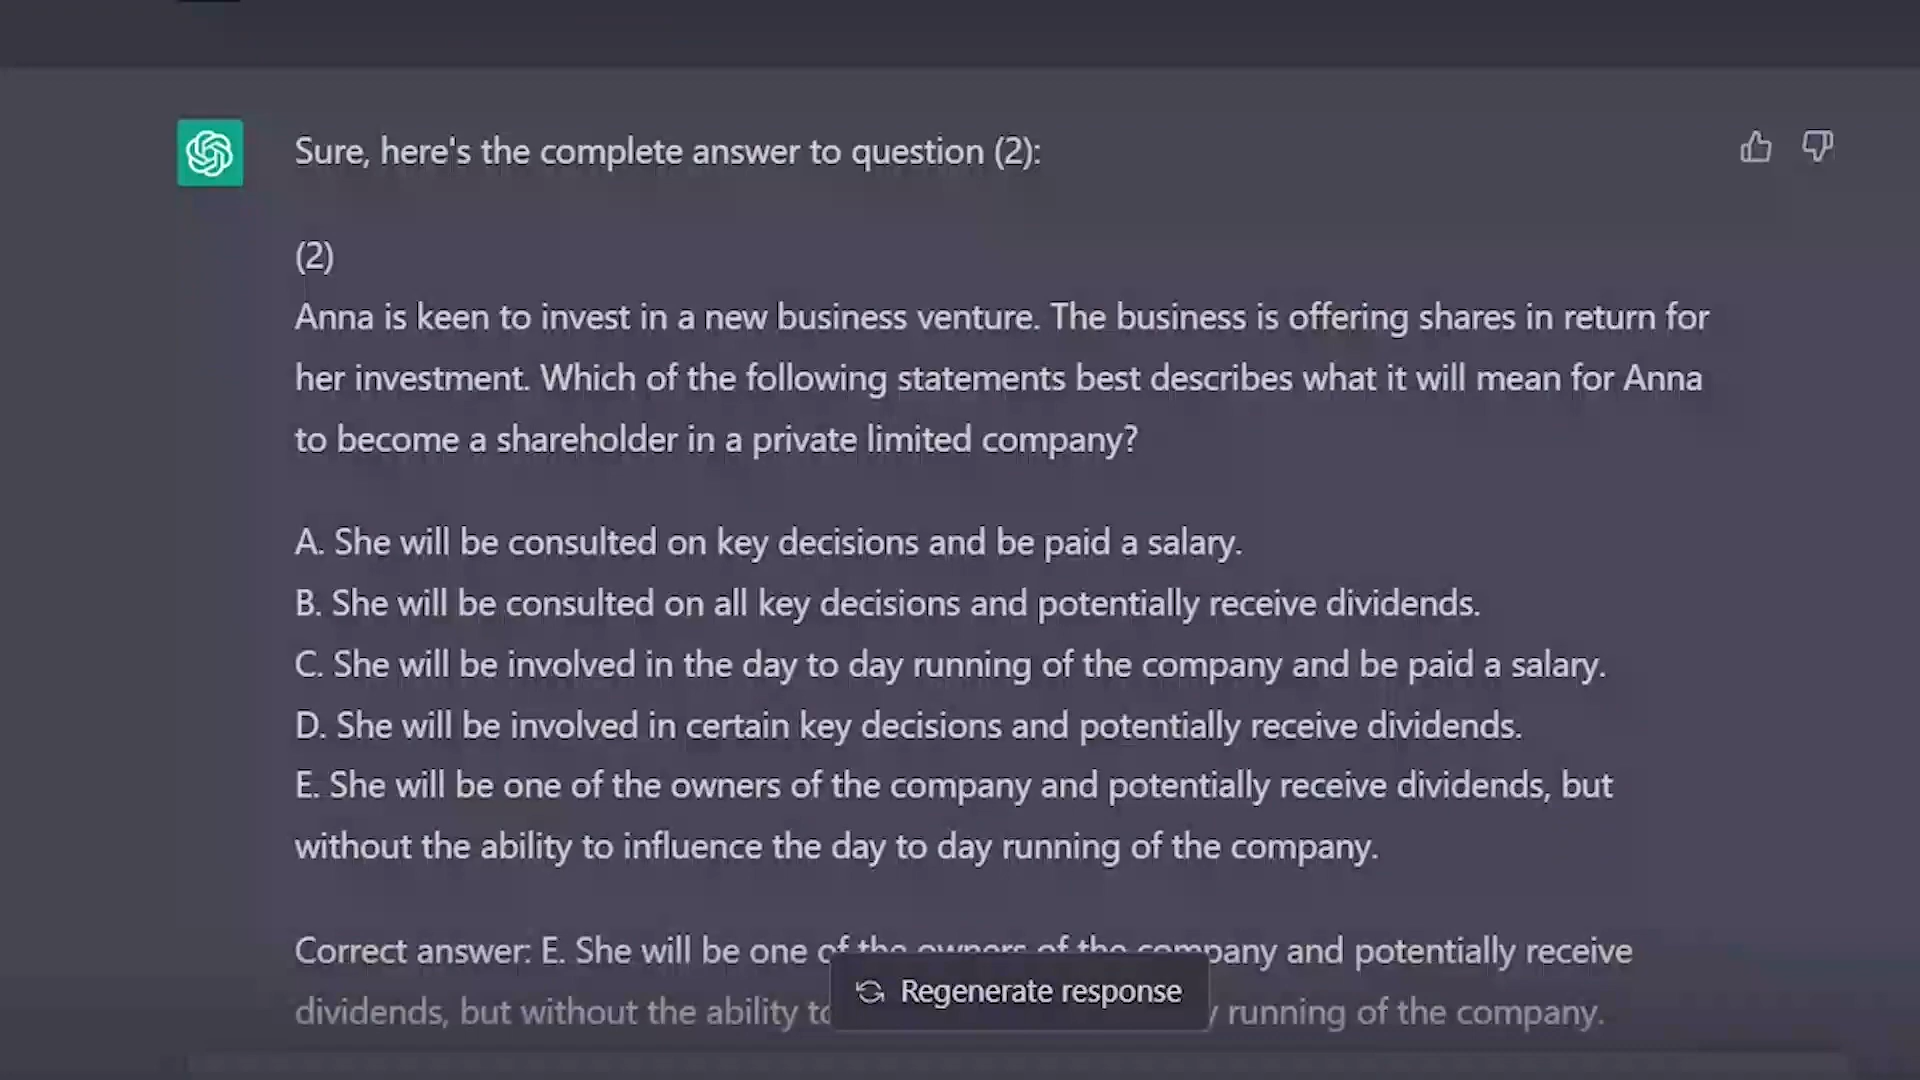 Sure, here's the complete answer to question (2):
(2)
Anna is keen to invest in a new business venture. The business is offering shares in return for
her investment. Which of the following statements best describes what it will mean for Anna
to become a shareholder in a private limited company?
A. She will be consulted on key decisions and be paid a salary.
B. She will be consulted on all key decisions and potentially receive dividends.
C. She will be involved in the day to day running of the company and be paid a salary.
D. She will be involved in certain key decisions and potentially receive dividends.
E. She will be one of the owners of the company and potentially receive dividends, but
without the ability to influence the day to day running of the company.
Correct answer: E. She will be one of the owners of the company and potentially receive
dividends, but without the ability to running of the company.
Regenerate response